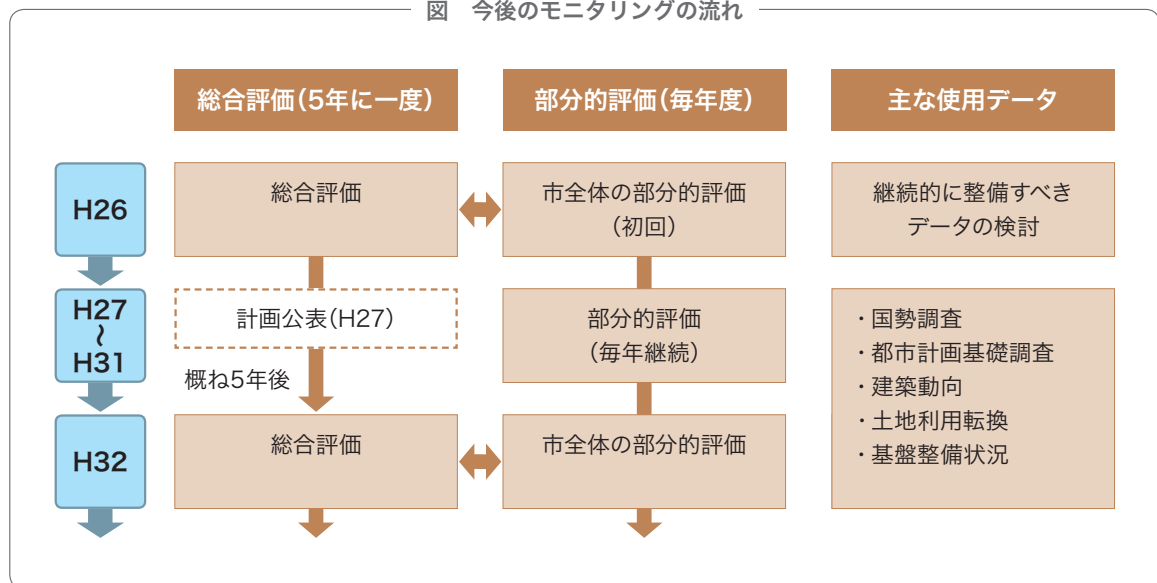 図　今後のモニタリングの流れ
総合評価(5年に一度)
部分的評価(毎年度)
主な使用データ
H26
総合評価
市全体の部分的評価
(初回)
継続的に整備すべき
データの検討
H27
〜
H31
計画公表(H27)
概ね5年後
部分的評価
(毎年継続)
・国勢調査
・都市計画基礎調査
・建築動向
・土地利用転換
・基盤整備状況
H32
総合評価
市全体の部分的評価